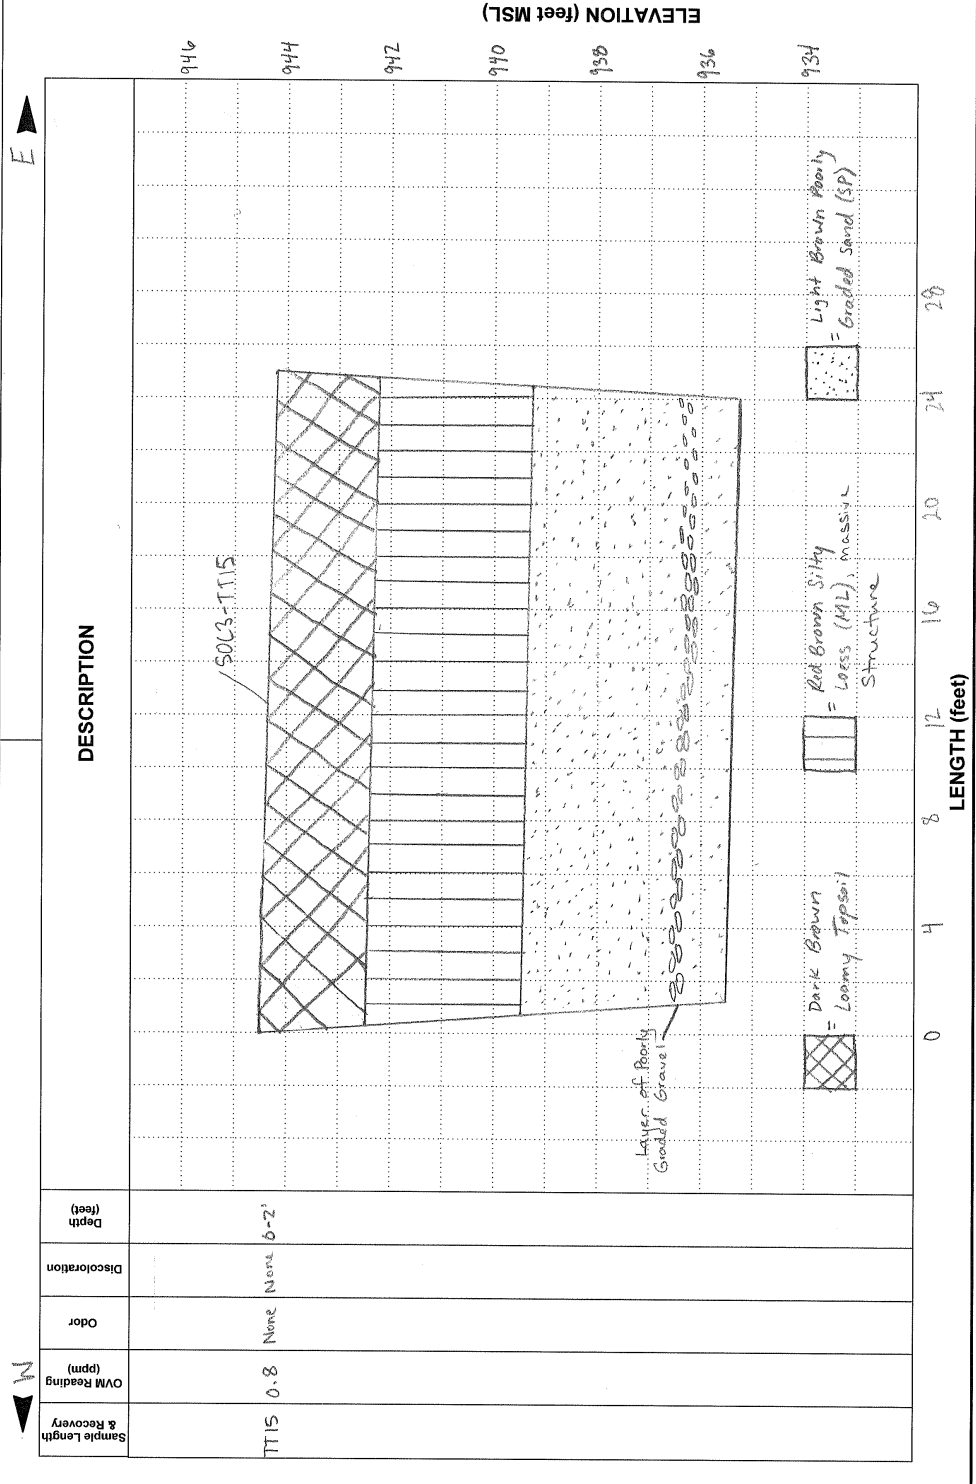 W
E
Sample Length
& Recovery
OVM Reading
(ppm)
Odor
Discoloration
Depth
(feet)
DESCRIPTION
TT15 0.8 None None 0-2'
SOC3-TT15
Layer of Poorly
Graded Gravel
= Dark Brown
Loamy Topsoil
= Red Brown Silty
Loess (ML), massive
Structure
= Light Brown Poorly
Graded Sand (SP)
946
944
942
940
938
936
934
ELEVATION (feet MSL)
0 4 8 12 16 20 24 28
LENGTH (feet)